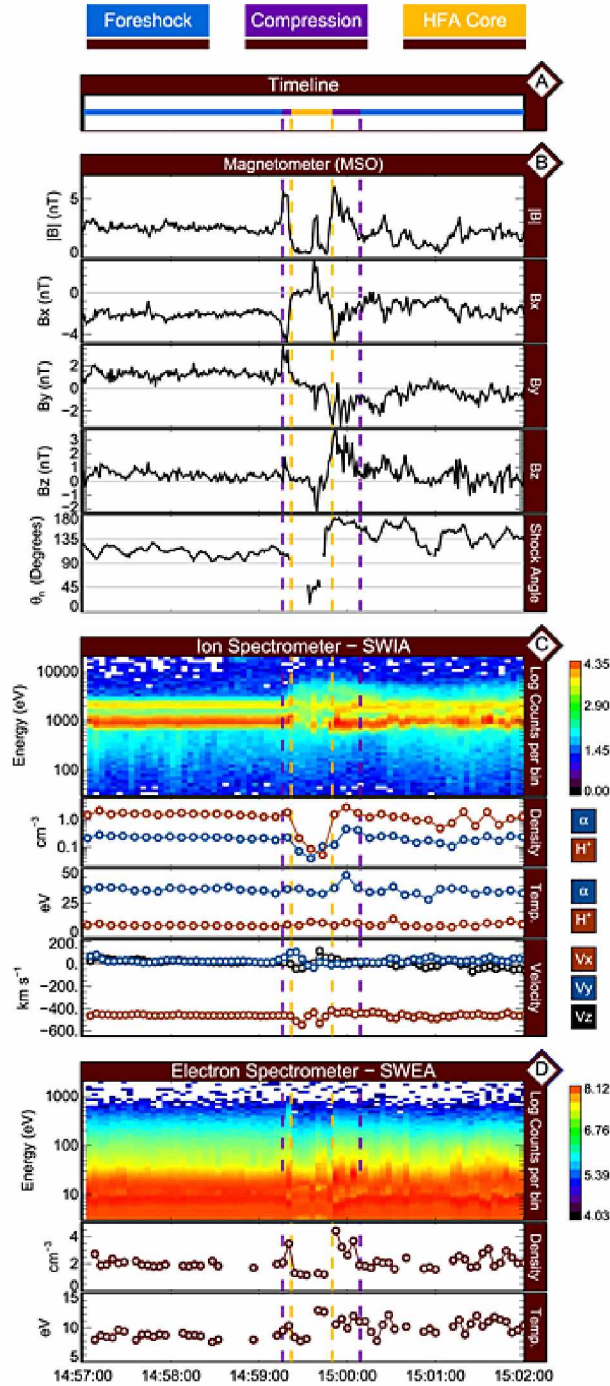 Foreshock Compression HFA Core
Timeline
A
Magnetometer (MSO)
B
|B| (nT)
5
0
|B|
Bx (nT)
0
−4
Bx
By (nT)
2
0
−2
By
Bz (nT)
3
2
1
0
−1
−2
Bz
θn (Degrees)
180
135
90
45
0
Shock Angle
Ion Spectrometer − SWIA
C
Energy (eV)
10000
1000
100
Log Counts per bin
4.35
2.90
1.45
0.00
cm−3
1.0
0.1
Density
α
H+
eV
50
25
0
Temp.
α
H+
km s-1
200.
0.
−200.
−400.
−600.
Velocity
Vx
Vy
Vz
Electron Spectrometer − SWEA
D
Energy (eV)
1000
100
10
Log Counts per bin
8.12
6.76
5.39
4.03
cm−3
4
2
0
Density
eV
15
10
5
Temp.
14:57:00 14:58:00 14:59:00 15:00:00 15:01:00 15:02:00